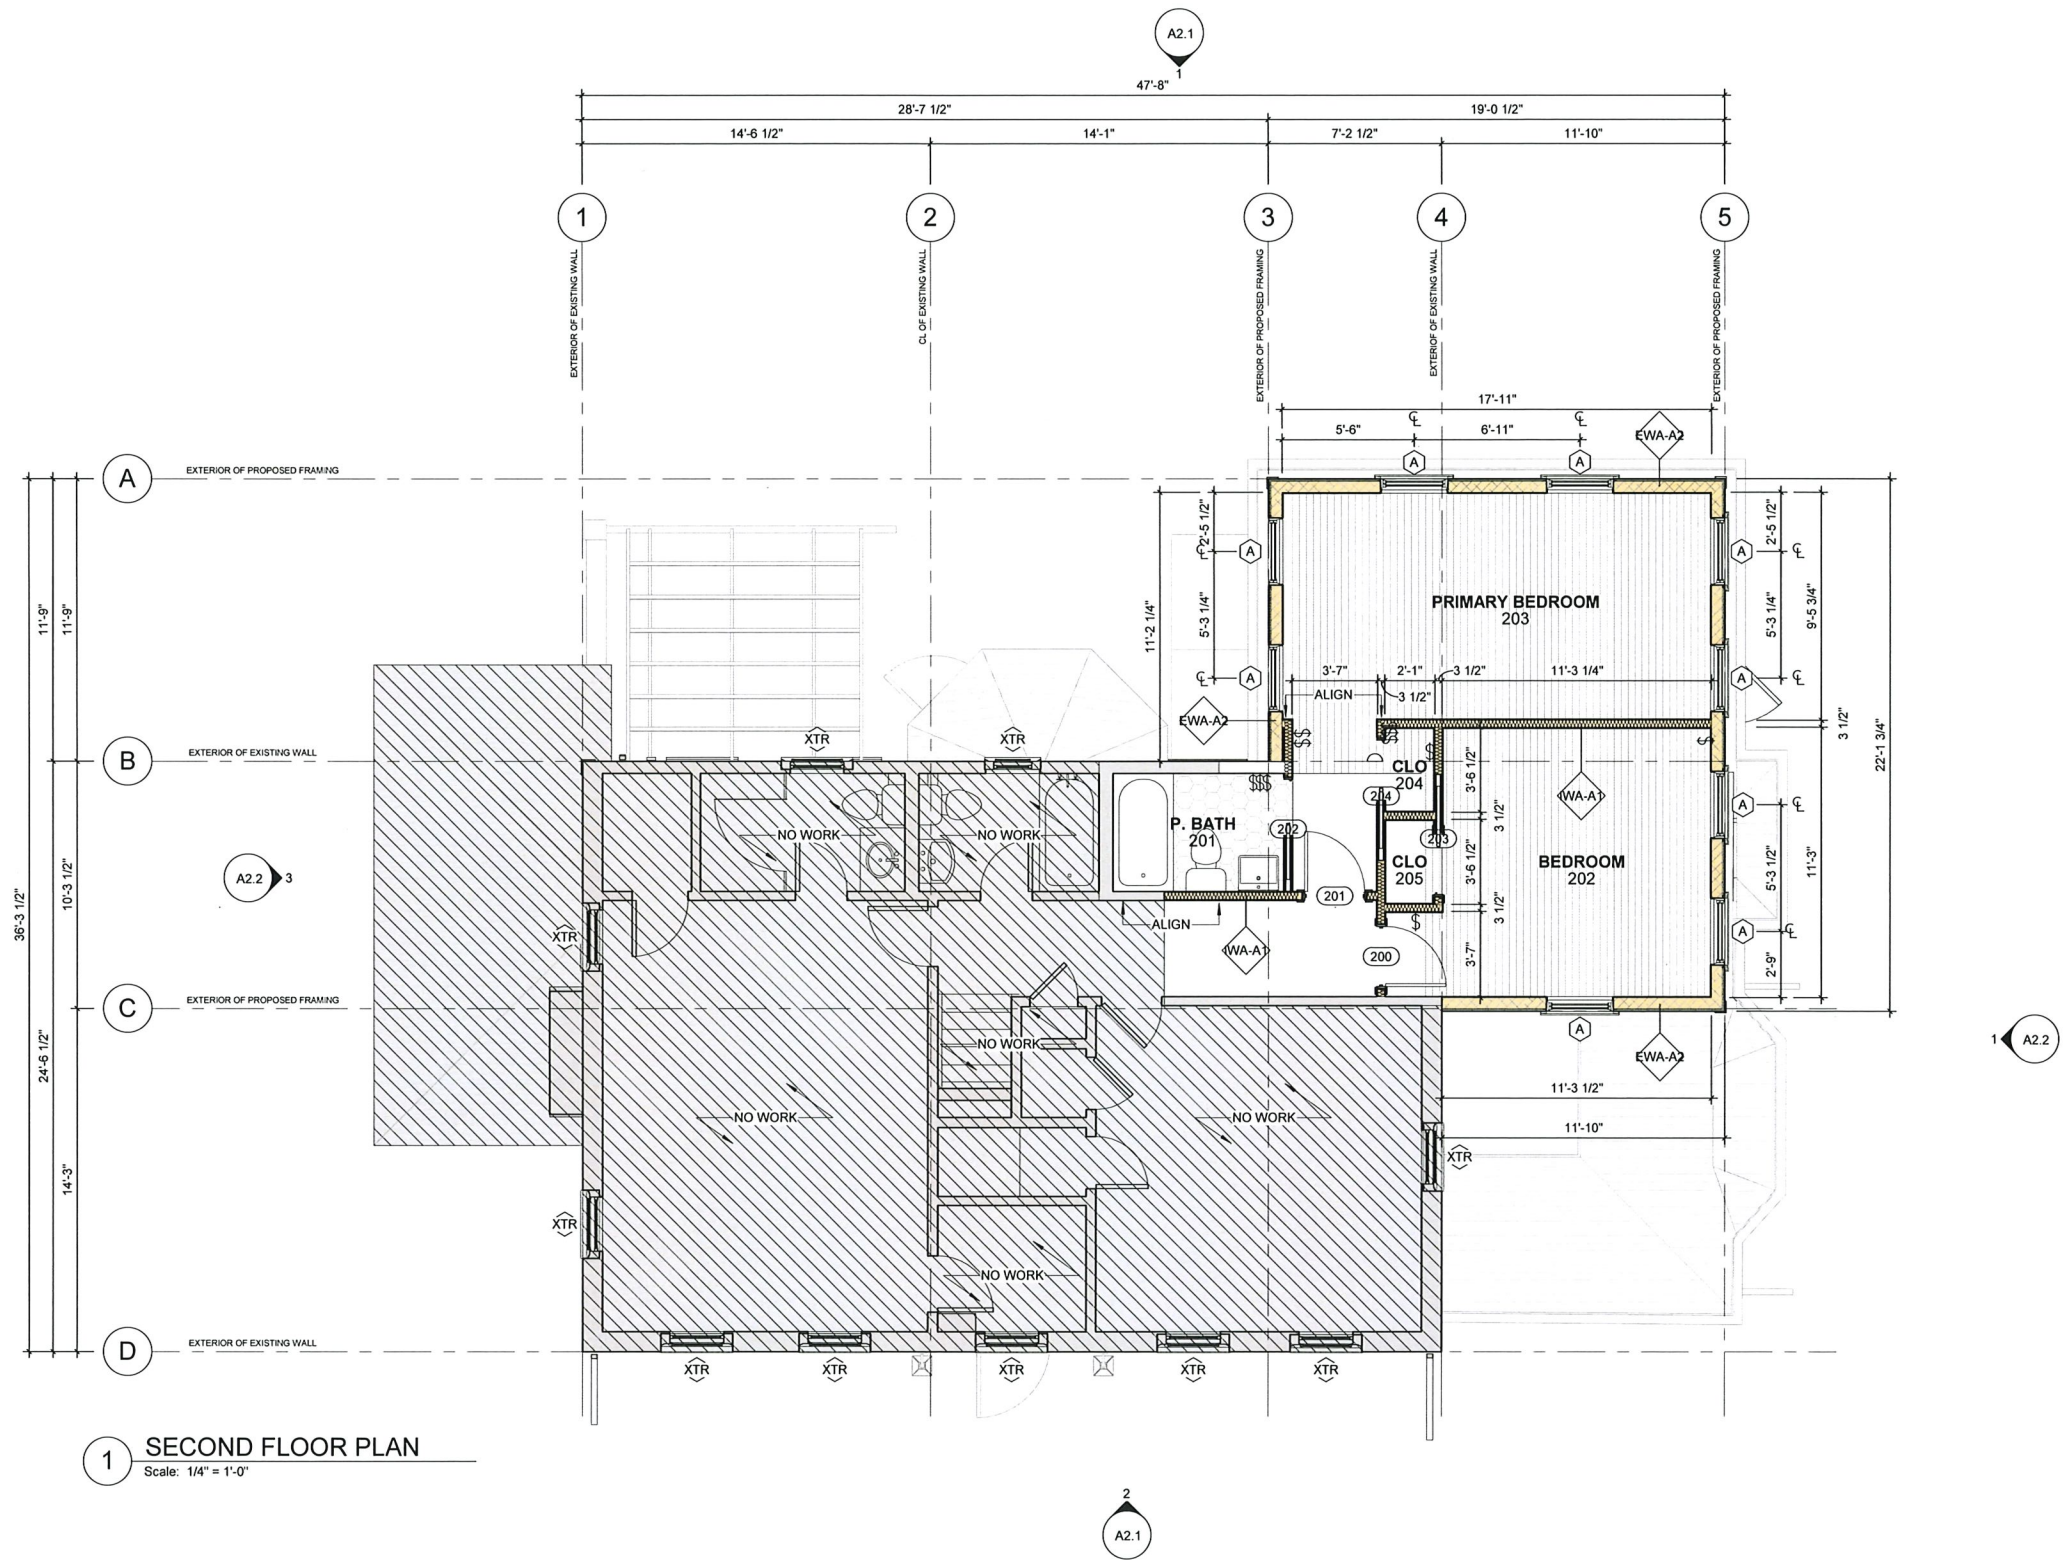 A2.1
1
47'-8"
28'-7 1/2"
19'-0 1/2"
14'-6 1/2"
14'-1"
7'-2 1/2"
11'-10"
1
2
3
4
5
EXTERIOR OF EXISTING WALL
CL OF EXISTING WALL
EXTERIOR OF PROPOSED FRAMING
EXTERIOF OF EXISTING WALL
EXTERIOR OF PROPOSED FRAMING
17'-11"
5'-6"
6'-11"
EWA-A2
A
A
A
EXTERIOR OF PROPOSED FRAMING
11'-9"
11'-9"
11'-2 1/4"
2'-5 1/2"
5'-3 1/4"
A
A
PRIMARY BEDROOM
203
A
A
2'-5 1/2"
5'-3 1/4"
9'-5 3/4"
3'-7"
2'-1"
3 1/2"
11'-3 1/4"
ALIGN
3 1/2"
EWA-A2
3 1/2"
22'-1 3/4"
B
EXTERIOR OF EXISTING WALL
XTR
XTR
CLO
204
204
3'-6 1/2"
IWA-A1
3 1/2"
A
NO WORK
NO WORK
P. BATH
201
202
203
CLO
205
3'-6 1/2"
BEDROOM
202
5'-3 1/2"
11'-3"
A2.2
3
36'-3 1/2"
10'-3 1/2"
201
3 1/2"
ALIGN
IWA-A1
200
3'-7"
A
2'-9"
XTR
C
EXTERIOR OF PROPOSED FRAMING
24'-6 1/2"
NO WORK
A
EWA-A2
1
A2.2
11'-3 1/2"
NO WORK
NO WORK
11'-10"
XTR
14'-3"
XTR
NO WORK
D
EXTERIOR OF EXISTING WALL
XTR
XTR
XTR
XTR
XTR
1
SECOND FLOOR PLAN
Scale: 1/4" = 1'-0"
2
A2.1